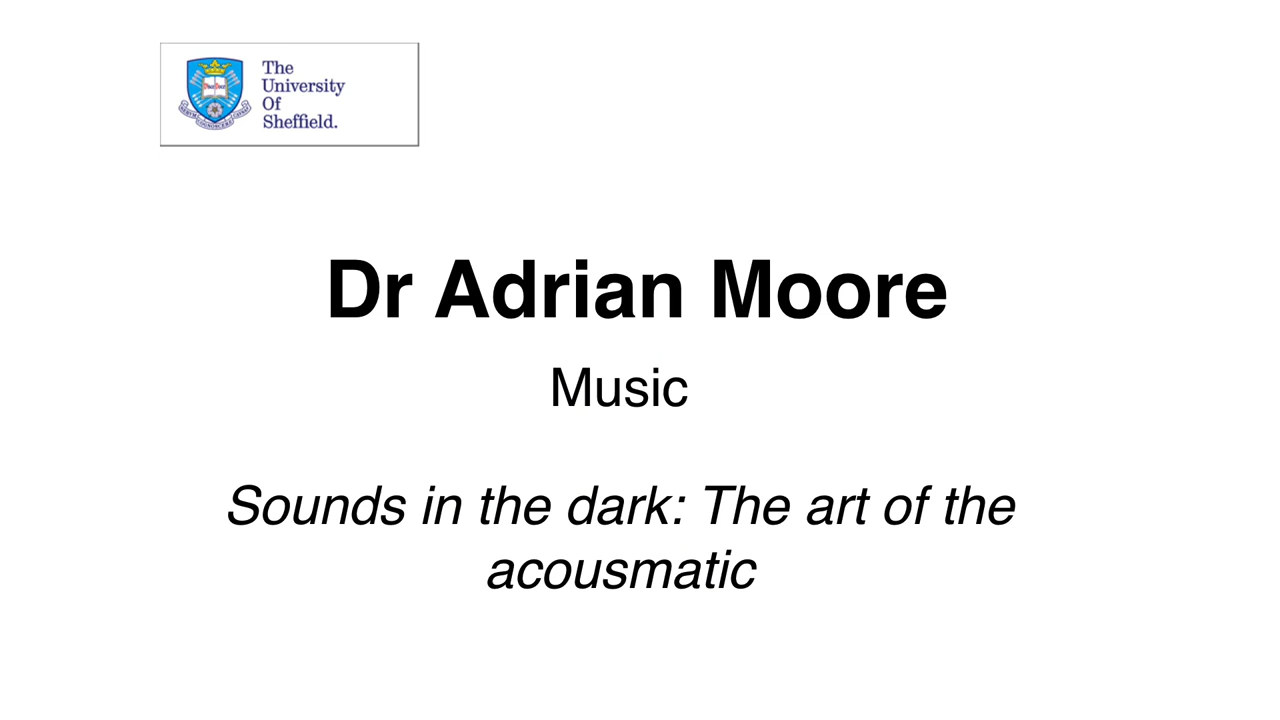 The
University
Of
Sheffield.
Dr Adrian Moore
Music
Sounds in the dark: The art of the
acousmatic